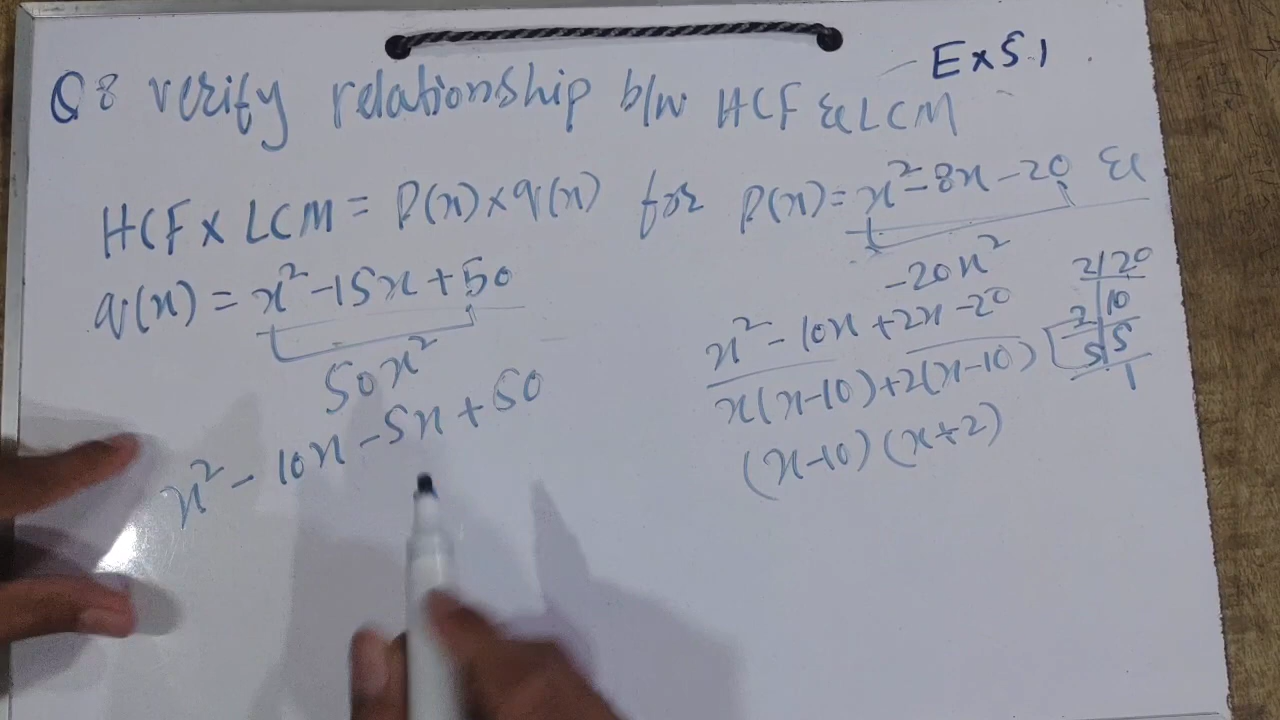 Ex 5.1
Q8 verify relationship b/w HCF & LCM
HCF x LCM = P(x) x q(x) for P(x) = x² - 8x - 20 &
q(x) = x² - 15x + 50
50x²
x² - 10x - 5x + 50
-20x²
x² - 10x + 2x - 20
x(x-10)+2(x-10)
(x-10)(x+2)
2|20
2|10
5|5
1